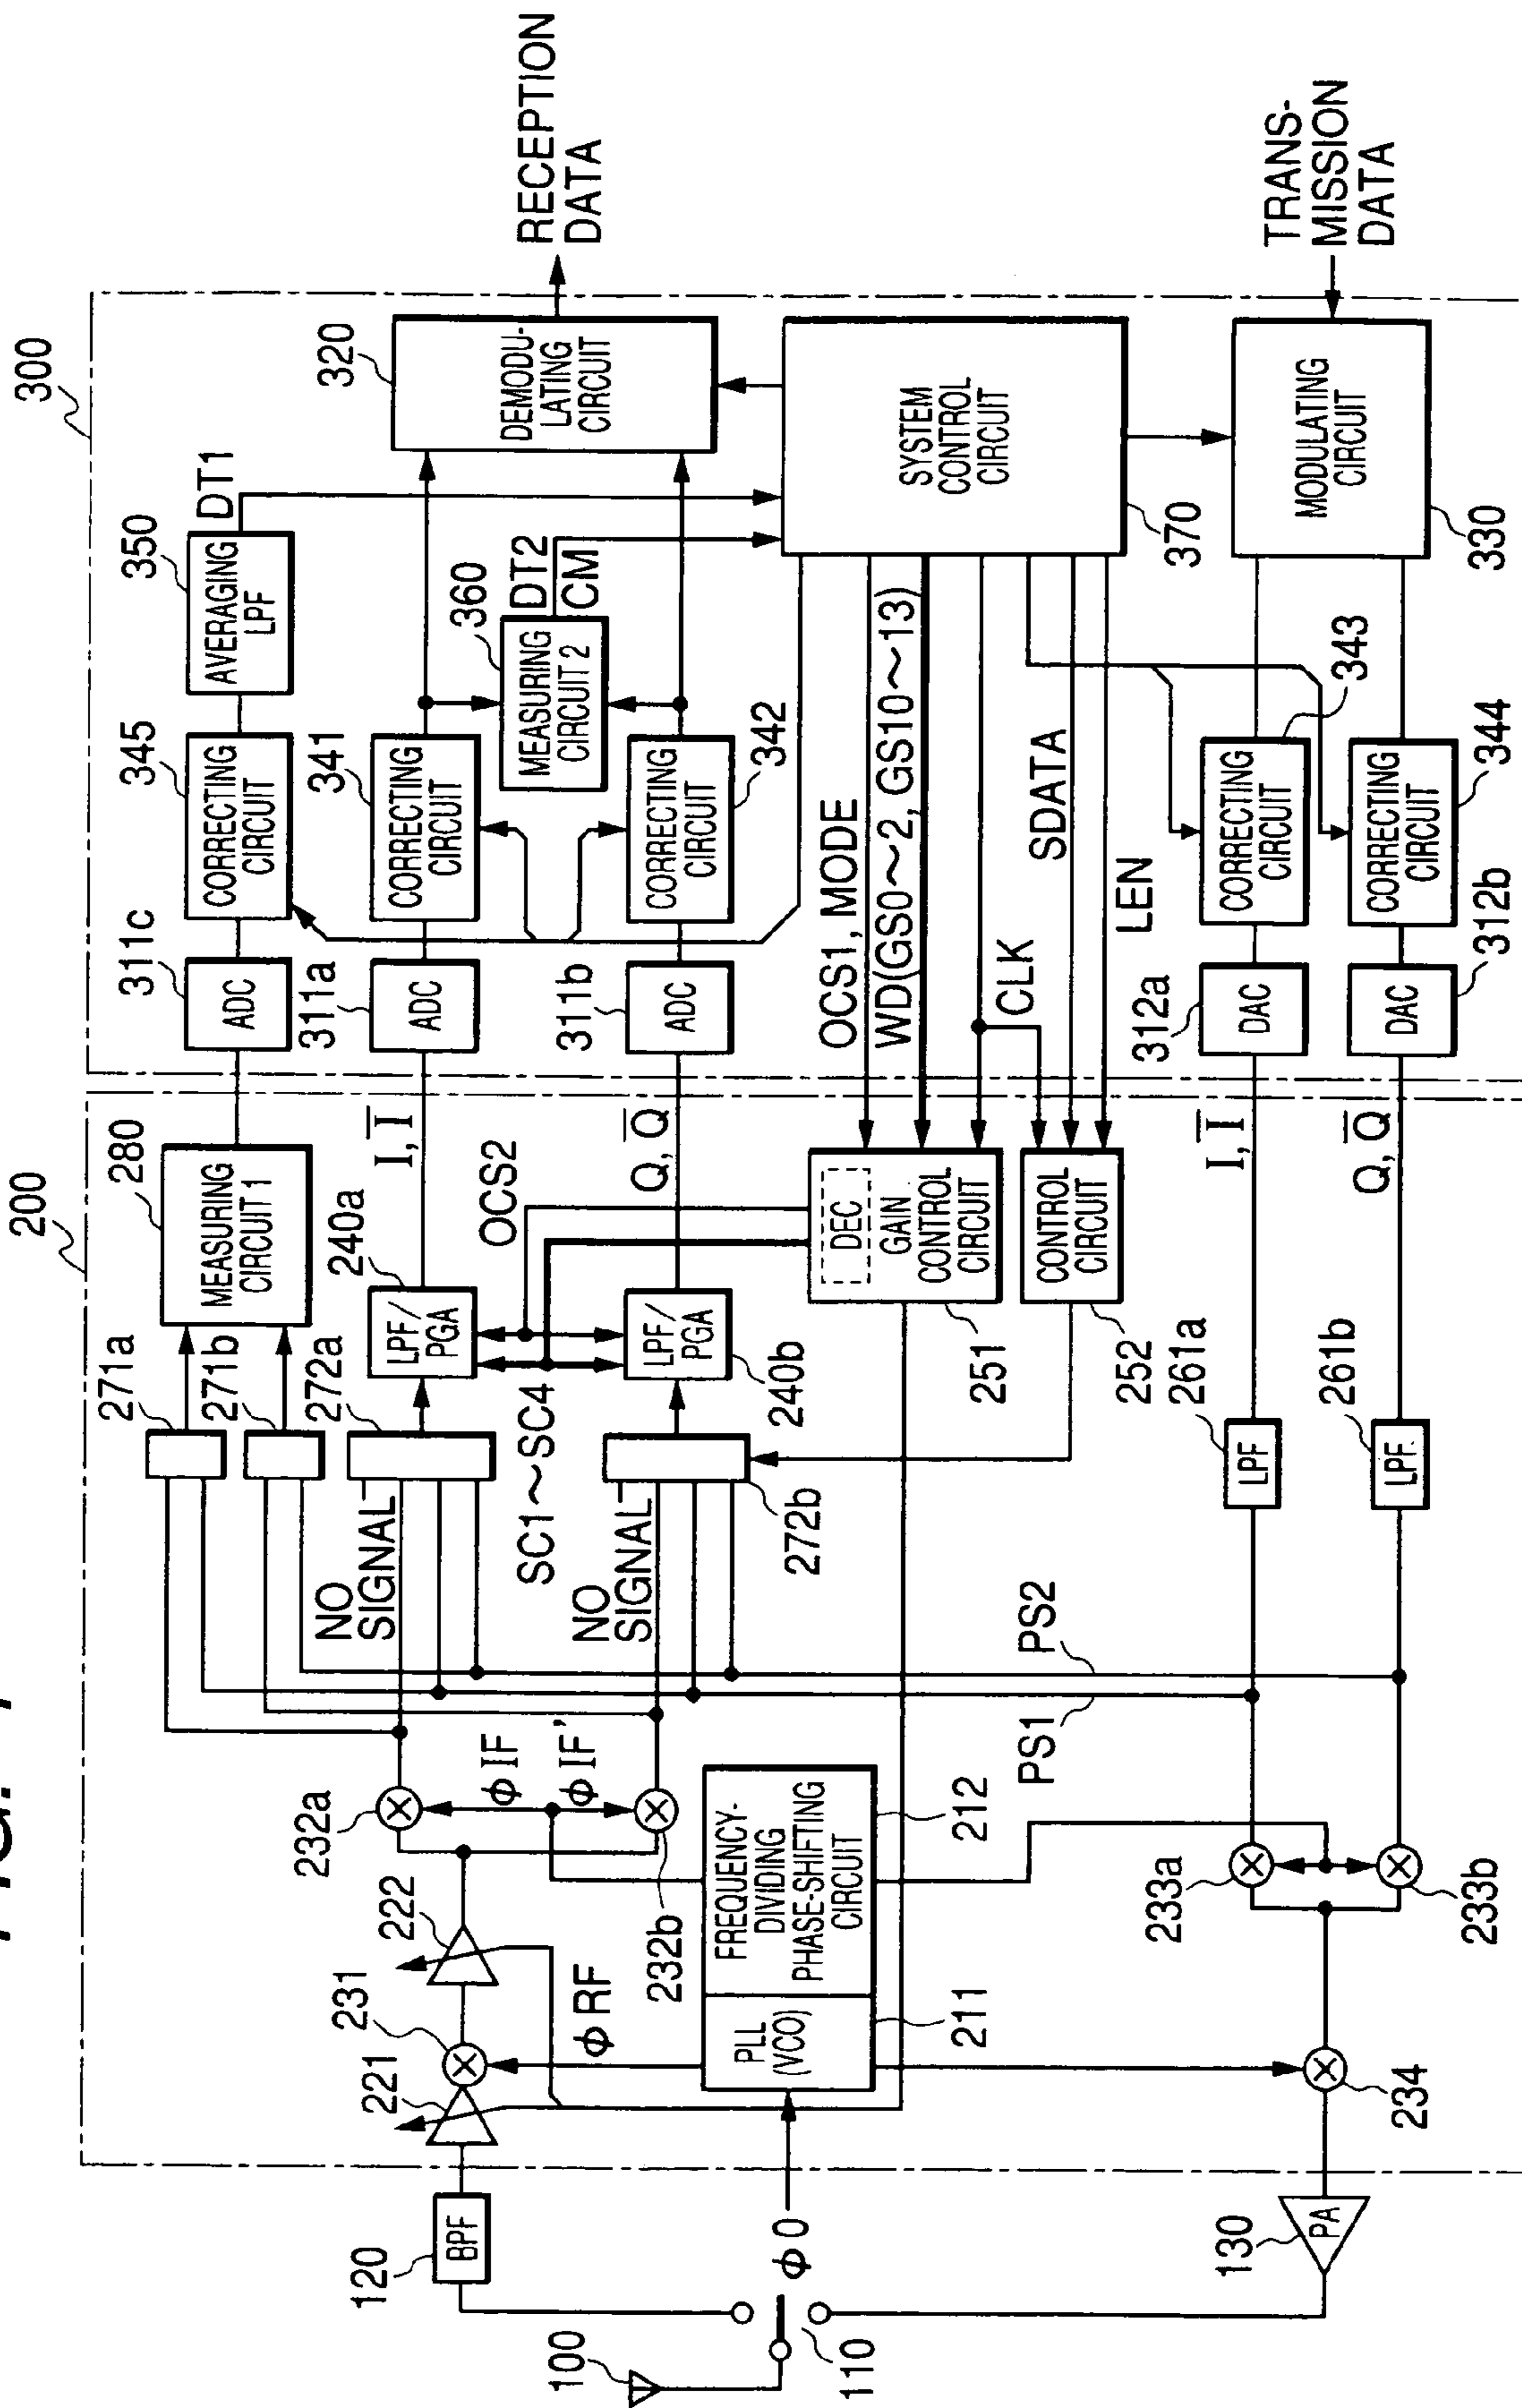 300
200
RECEPTION
DATA
TRANS-
MISSION
DATA
320
DEMODU-
LATING
CIRCUIT
SYSTEM
CONTROL
CIRCUIT
370
MODULATING
CIRCUIT
330
DT1
350
AVERAGING
LPF
DT2
CM
360
MEASURING
CIRCUIT 2
345
CORRECTING
CIRCUIT
341
CORRECTING
CIRCUIT
342
CORRECTING
CIRCUIT
343
CORRECTING
CIRCUIT
344
CORRECTING
CIRCUIT
OCS1, MODE
WD(GS0~2, GS10~13)
CLK
SDATA
LEN
311c
ADC
311a
ADC
311b
ADC
312a
DAC
312b
DAC
280
MEASURING
CIRCUIT 1
I, I̅
Q, Q̅
I, I̅
Q, Q̅
OCS2
240a
LPF/
PGA
LPF/
PGA
240b
DEC
GAIN
CONTROL
CIRCUIT
251
CONTROL
CIRCUIT
252
271a
271b
272a
272b
SC1~SC4
261a
LPF
261b
LPF
NO
SIGNAL
NO
SIGNAL
PS1
PS2
232a
232b
φIF
φIF'
FREQUENCY-
DIVIDING
PHASE-SHIFTING
CIRCUIT
212
PLL
(VCO)
211
233a
233b
222
231
221
φRF
234
120
BPF
φ0
130
PA
100
110